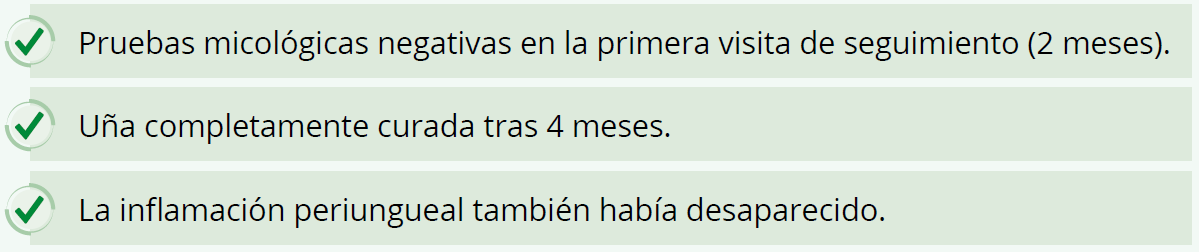 Pruebas micológicas negativas en la primera visita de seguimiento (2 meses).
Uña completamente curada tras 4 meses.
La inflamación periungueal también había desaparecido.